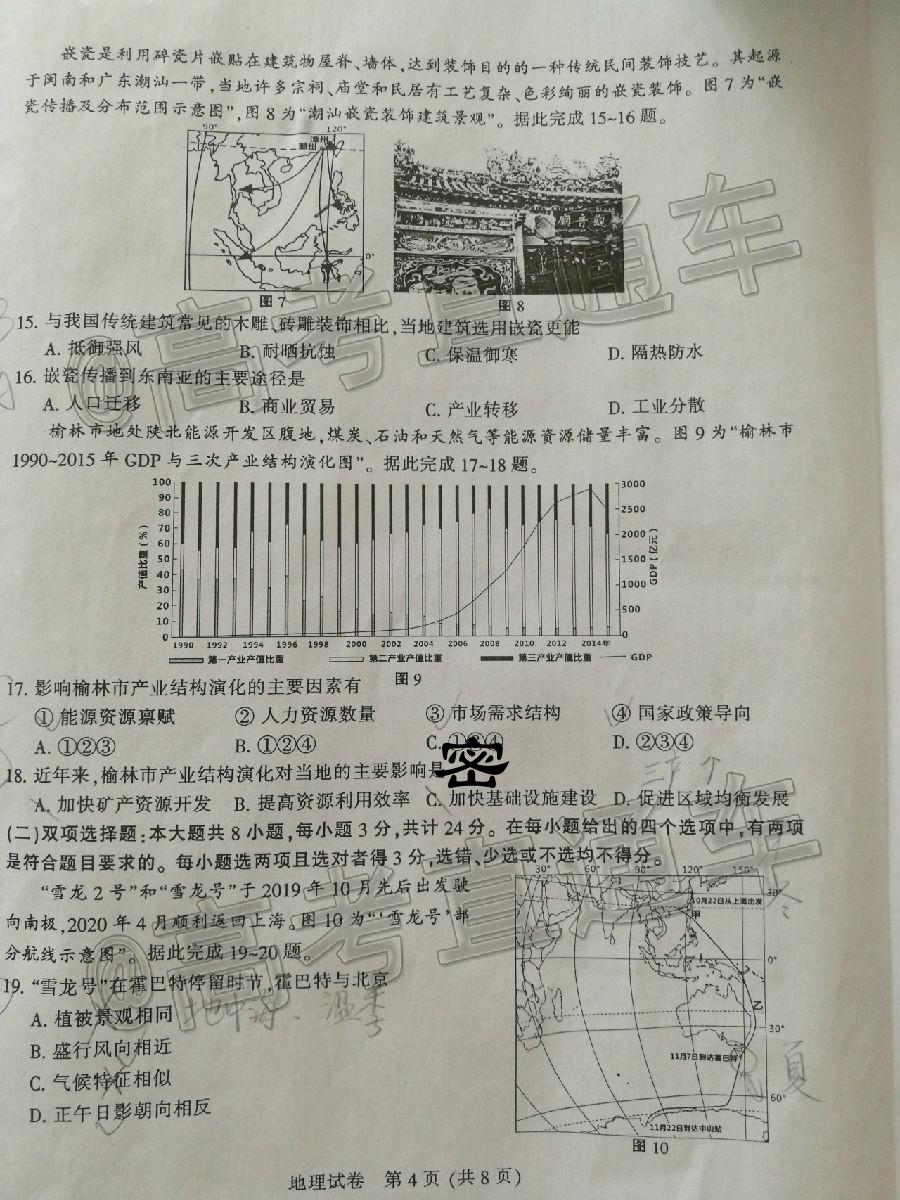 嵌瓷是利用碎瓷片嵌贴在建筑物屋脊、墙体,达到装饰目的的一种传统民间装饰技艺。其起源
于闽南和广东潮汕一带,当地许多宗祠、庙堂和民居有工艺复杂、色彩绚丽的嵌瓷装饰。图7为“嵌
瓷传播及分布范围示意图”,图8为“潮汕嵌瓷装饰建筑景观”。据此完成15~16题。
90° 120°
漳州
潮州
0°
图7
图8
15. 与我国传统建筑常见的木雕、砖雕装饰相比,当地建筑选用嵌瓷更能
A. 抵御强风 B. 耐晒抗蚀 C. 保温御寒 D. 隔热防水
16. 嵌瓷传播到东南亚的主要途径是
A. 人口迁移 B. 商业贸易 C. 产业转移 D. 工业分散
榆林市地处陕北能源开发区腹地,煤炭、石油和天然气等能源资源储量丰富。图9为“榆林市
1990~2015年GDP与三次产业结构演化图”。据此完成17~18题。
产值比重(%)
100
90
80
70
60
50
40
30
20
10
0
3000
2500
2000
1500
1000
500
0
GDP(亿元)
1990 1992 1994 1996 1998 2000 2002 2004 2006 2008 2010 2012 2014年
第一产业产值比重 第二产业产值比重 第三产业产值比重 GDP
图9
17. 影响榆林市产业结构演化的主要因素有
①能源资源禀赋 ②人力资源数量 ③市场需求结构 ④国家政策导向
A. ①②③ B. ①②④ C. ①③④ D. ②③④
18. 近年来,榆林市产业结构演化对当地的主要影响是
密
A. 加快矿产资源开发 B. 提高资源利用效率 C. 加快基础设施建设 D. 促进区域均衡发展
(二)双项选择题:本大题共8小题,每小题3分,共计24分。在每小题给出的四个选项中,有两项
是符合题目要求的。每小题选两项且选对者得3分,选错、少选或不选均不得分。
“雪龙2号”和“雪龙号”于2019年10月先后出发驶
向南极,2020年4月顺利返回上海。图10为“‘雪龙号’部
分航线示意图”。据此完成19~20题。
19. “雪龙号”在霍巴特停留时节,霍巴特与北京
A. 植被景观相同
B. 盛行风向相近
C. 气候特征相似
D. 正午日影朝向相反
30° 60° 90° 120° 150°
30°
10月22日从上海出发
甲
0°
乙
30°
11月7日到达霍巴特
60°
11月22日到达中山站
图10
冬
夏
@高考直通车
@高考直通车
地理试卷 第4页(共8页)